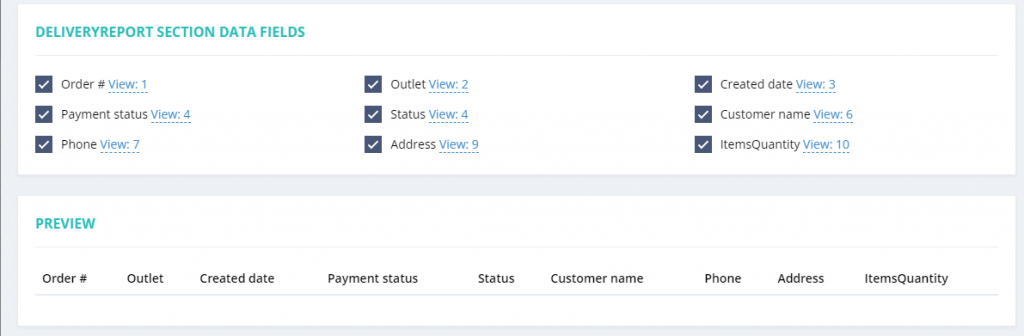 DELIVERYREPORT SECTION DATA FIELDS
Order # View: 1 Outlet View: 2 Created date View: 3
Payment status View: 4 Status View: 4 Customer name View: 6
Phone View: 7 Address View: 9 ItemsQuantity View: 10
PREVIEW
Order # Outlet Created date Payment status Status Customer name Phone Address ItemsQuantity